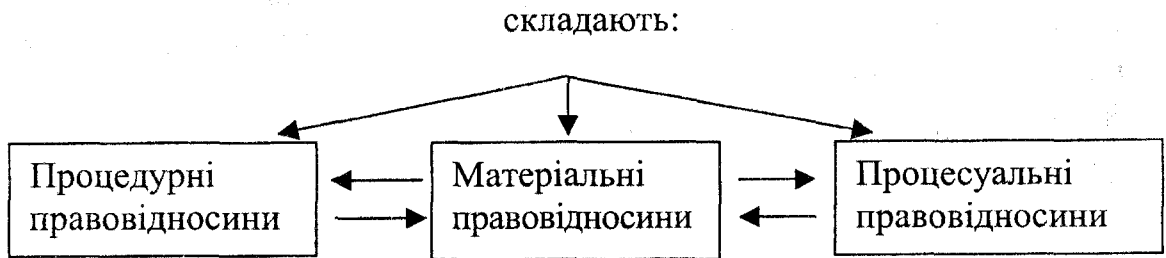 складають:
Процедурні
правовідносини
Матеріальні
правовідносини
Процесуальні
правовідносини